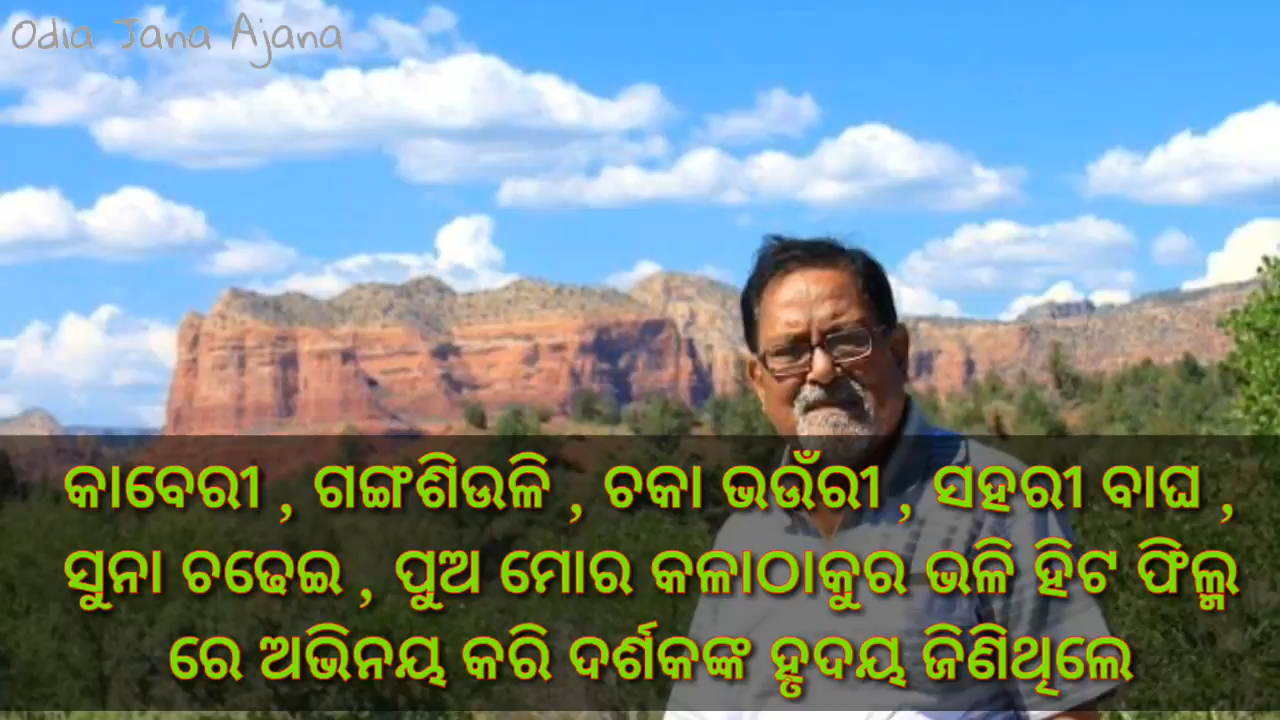 Odia Jana Ajana
କାବେରୀ , ଗଙ୍ଗଶିଉଳି , ଚକା ଭଉଁରୀ , ସହରୀ ବାଘ ,
ସୁନା ଚଢେଇ , ପୁଅ ମୋର କଳାଠାକୁର ଭଳି ହିଟ ଫିଲ୍ମ
ରେ ଅଭିନୟ କରି ଦର୍ଶକଙ୍କ ହୃଦୟ ଜିଣିଥିଲେ